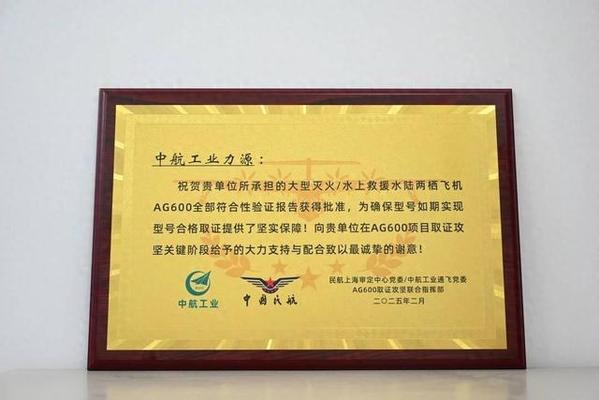 中航工业力源：
祝贺贵单位所承担的大型灭火/水上救援水陆两栖飞机
AG600全部符合性验证报告获得批准，为确保型号如期实现
型号合格取证提供了坚实保障！向贵单位在AG600项目取证攻
坚关键阶段给予的大力支持与配合致以最诚挚的谢意！
中航工业
中国民航
民航上海审定中心党委/中航工业通飞党委
AG600取证攻坚联合指挥部
二〇二五年二月